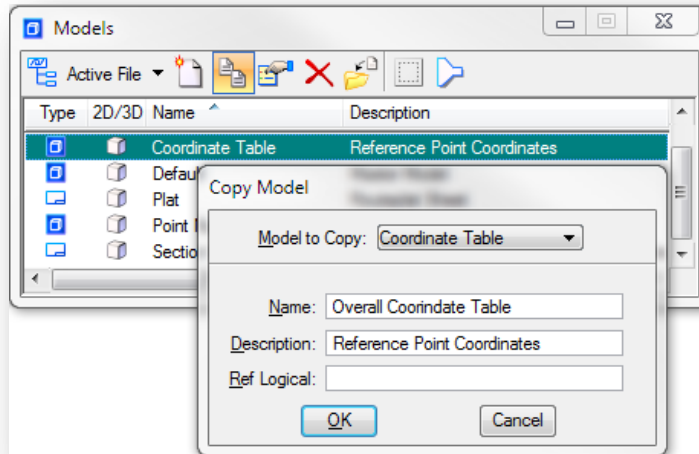 Models
Active File
Type 2D/3D Name Description
Coordinate Table Reference Point Coordinates
Defaul
Plat
Point
Sectio
Copy Model
Model to Copy: Coordinate Table
Name: Overall Coorindate Table
Description: Reference Point Coordinates
Ref Logical:
OK Cancel